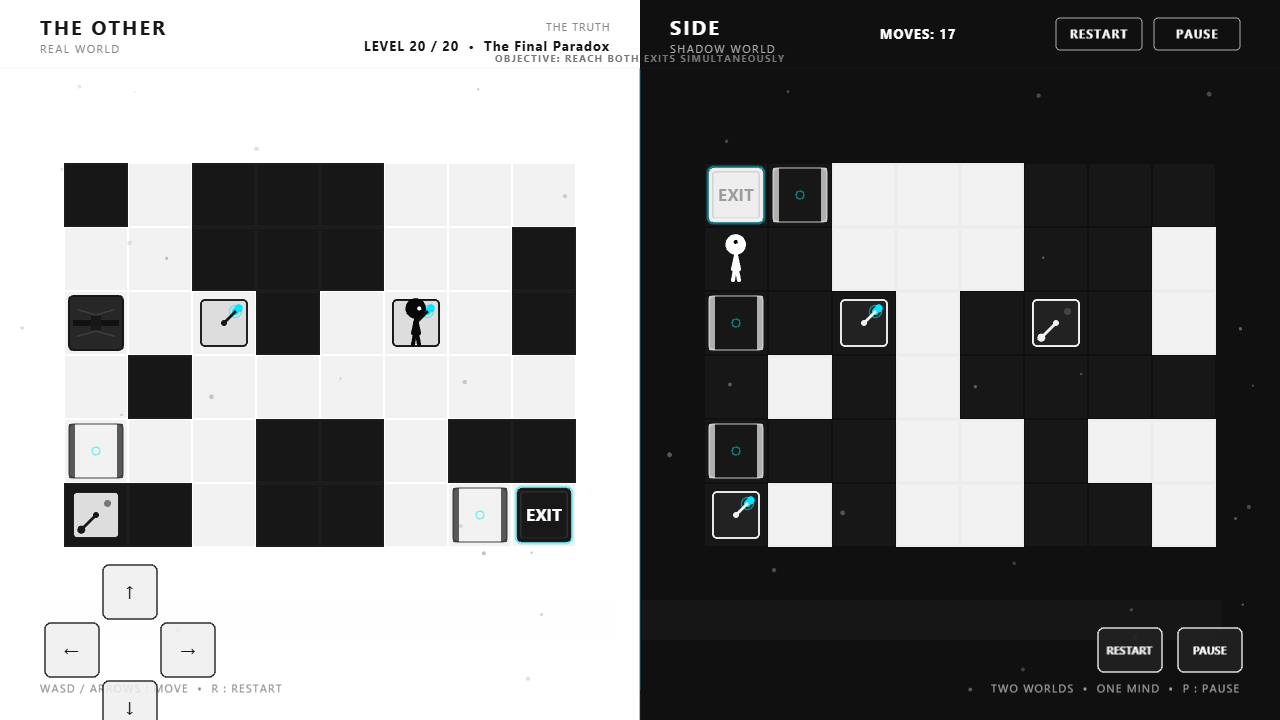 THE OTHER
REAL WORLD
THE TRUTH
LEVEL 20 / 20 • The Final Paradox
OBJECTIVE: REACH BOTH EXITS SIMULTANEOUSLY
SIDE
SHADOW WORLD
MOVES: 17
RESTART
PAUSE
EXIT
EXIT
↑
←
→
↓
WASD / ARROWS : MOVE • R : RESTART
RESTART
PAUSE
TWO WORLDS • ONE MIND • P : PAUSE